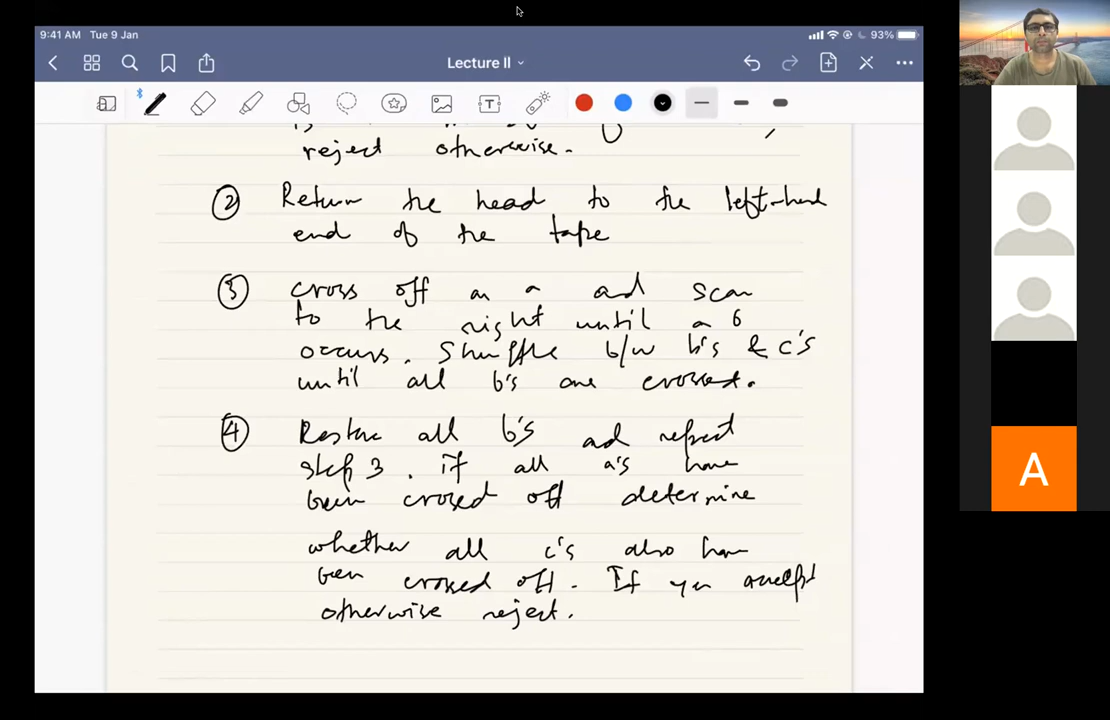 9:41 AM Tue 9 Jan
93%
Lecture II
T
reject otherwise.
② Return the head to the left-hand
end of the tape
③ cross off an a and scan
to the right until a b
occurs. Shuffle b/w b's & c's
until all b's are crossed.
④ Restore all b's and repeat
step 3. if all a's have
been crossed off determine
whether all c's also have
been crossed off. If yes accept
otherwise reject.
A